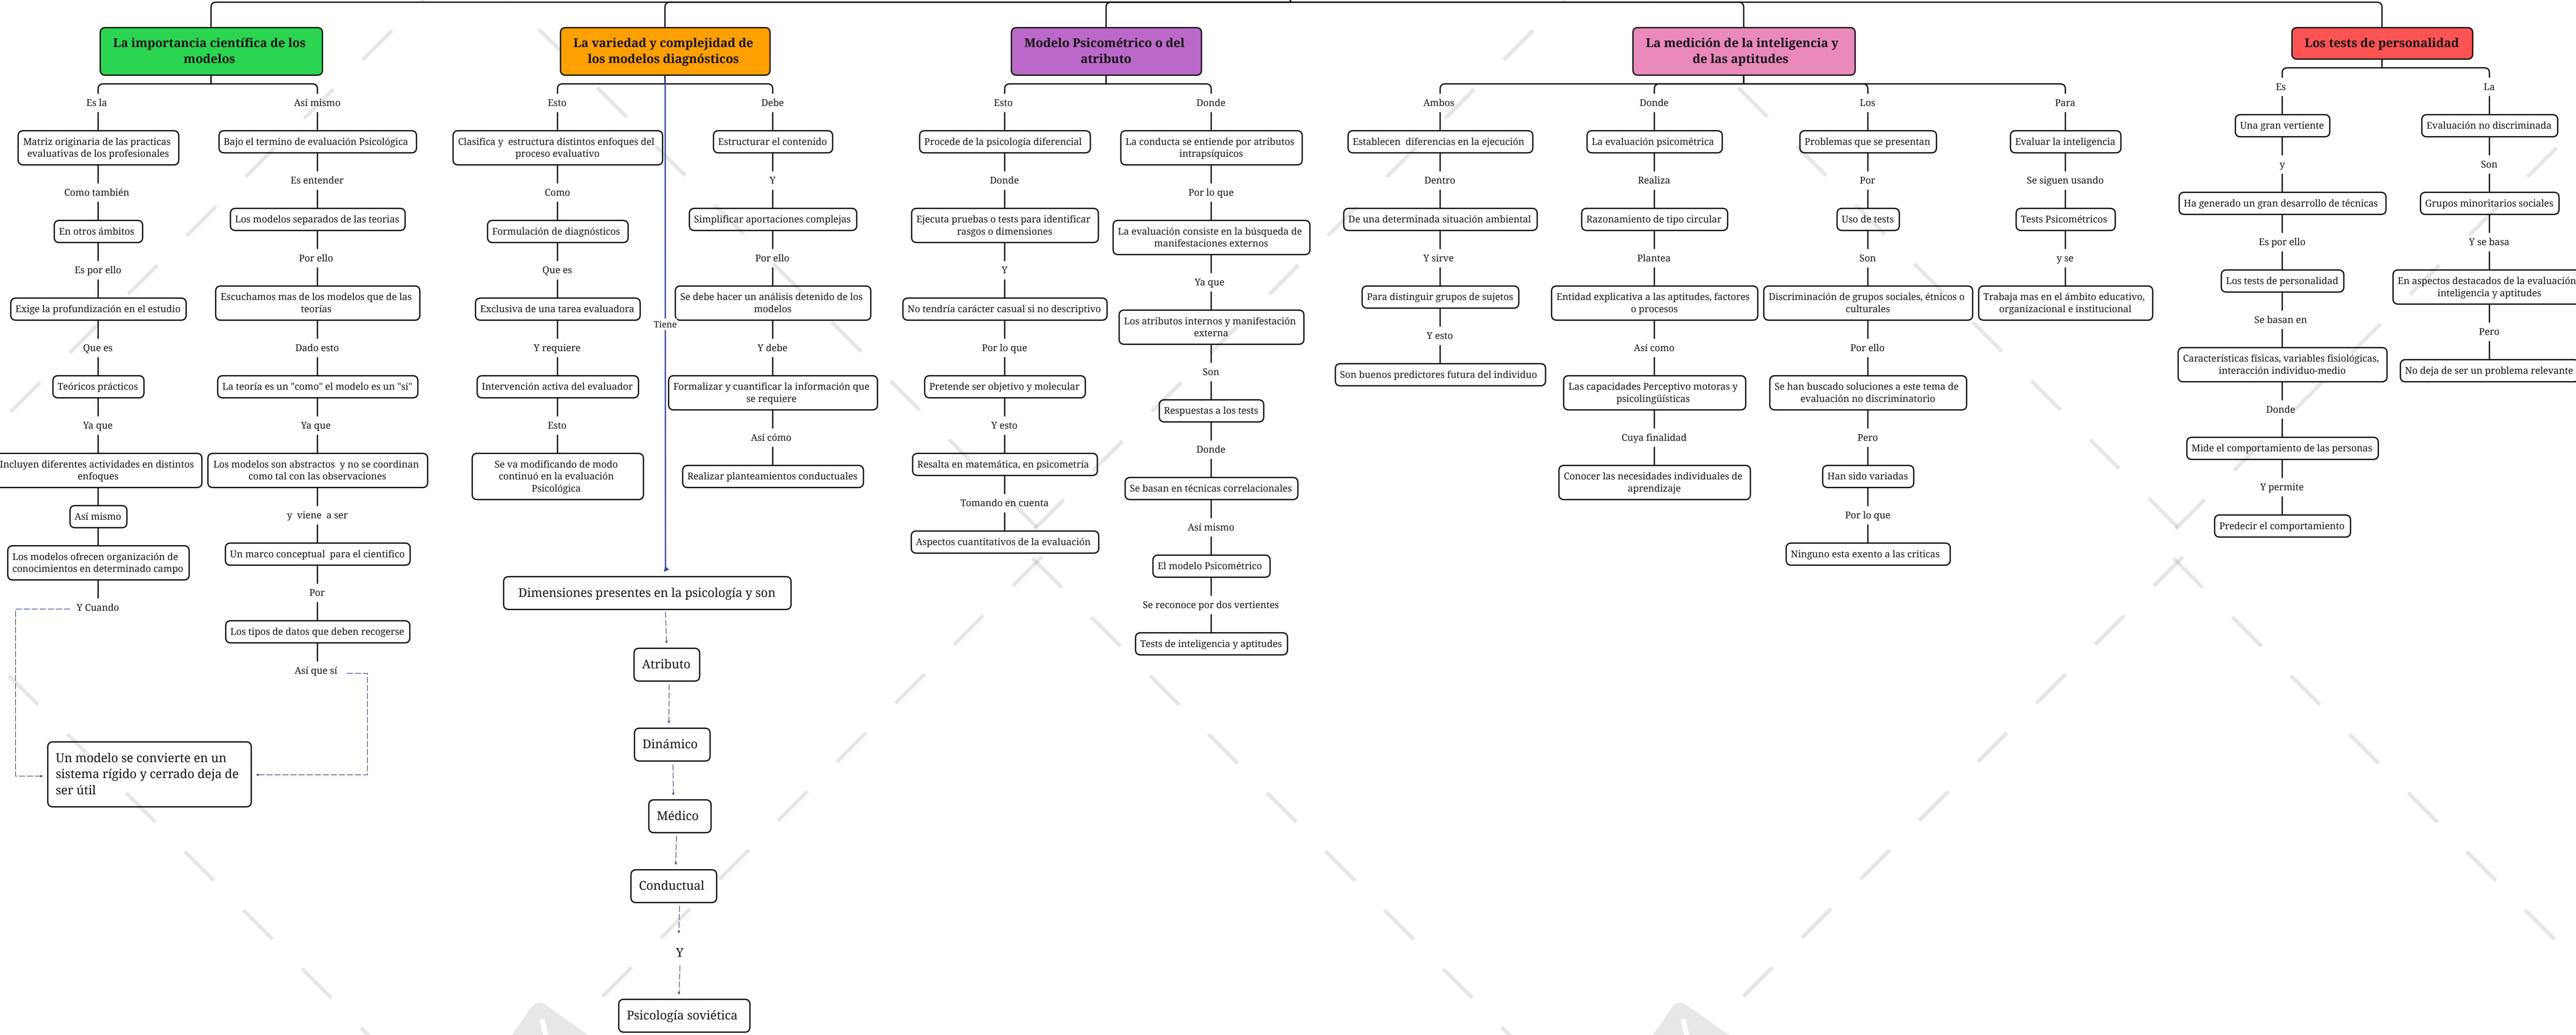 La importancia científica de los
modelos
Es la
Matriz originaria de las practicas
evaluativas de los profesionales
Como también
En otros ámbitos
Es por ello
Exige la profundización en el estudio
Que es
Teóricos prácticos
Ya que
Incluyen diferentes actividades en distintos
enfoques
Así mismo
Los modelos ofrecen organización de
conocimientos en determinado campo
Y Cuando
Así mismo
Bajo el termino de evaluación Psicológica
Es entender
Los modelos separados de las teorias
Por ello
Escuchamos mas de los modelos que de las
teorías
Dado esto
La teoría es un "como" el modelo es un "si"
Ya que
Los modelos son abstractos y no se coordinan
como tal con las observaciones
y viene a ser
Un marco conceptual para el cientifico
Por
Los tipos de datos que deben recogerse
Así que sí
Un modelo se convierte en un
sistema rígido y cerrado deja de
ser útil
La variedad y complejidad de
los modelos diagnósticos
Esto
Clasifica y estructura distintos enfoques del
proceso evaluativo
Como
Formulación de diagnósticos
Que es
Exclusiva de una tarea evaluadora
Y requiere
Intervención activa del evaluador
Esto
Se va modificando de modo
continuó en la evaluación
Psicológica
Tiene
Debe
Estructurar el contenido
Y
Simplificar aportaciones complejas
Por ello
Se debe hacer un análisis detenido de los
modelos
Y debe
Formalizar y cuantificar la información que
se requiere
Así cómo
Realizar planteamientos conductuales
Dimensiones presentes en la psicología y son
Atributo
Dinámico
Médico
Conductual
Y
Psicología soviética
Modelo Psicométrico o del
atributo
Esto
Procede de la psicología diferencial
Donde
Ejecuta pruebas o tests para identificar
rasgos o dimensiones
Y
No tendría carácter casual si no descriptivo
Por lo que
Pretende ser objetivo y molecular
Y esto
Resalta en matemática, en psicometría
Tomando en cuenta
Aspectos cuantitativos de la evaluación
Donde
La conducta se entiende por atributos
intrapsíquicos
Por lo que
La evaluación consiste en la búsqueda de
manifestaciones externos
Ya que
Los atributos internos y manifestación
externa
Son
Respuestas a los tests
Donde
Se basan en técnicas correlacionales
Así mismo
El modelo Psicométrico
Se reconoce por dos vertientes
Tests de inteligencia y aptitudes
La medición de la inteligencia y
de las aptitudes
Ambos
Establecen diferencias en la ejecución
Dentro
De una determinada situación ambiental
Y sirve
Para distinguir grupos de sujetos
Y esto
Son buenos predictores futura del individuo
Donde
La evaluación psicométrica
Realiza
Razonamiento de tipo circular
Plantea
Entidad explicativa a las aptitudes, factores
o procesos
Así como
Las capacidades Perceptivo motoras y
psicolingüísticas
Cuya finalidad
Conocer las necesidades individuales de
aprendizaje
Los
Problemas que se presentan
Por
Uso de tests
Son
Discriminación de grupos sociales, étnicos o
culturales
Por ello
Se han buscado soluciones a este tema de
evaluación no discriminatorio
Pero
Han sido variadas
Por lo que
Ninguno esta exento a las criticas
Para
Evaluar la inteligencia
Se siguen usando
Tests Psicométricos
y se
Trabaja mas en el ámbito educativo,
organizacional e institucional
Los tests de personalidad
Es
Una gran vertiente
y
Ha generado un gran desarrollo de técnicas
Es por ello
Los tests de personalidad
Se basan en
Características físicas, variables fisiológicas,
interacción individuo-medio
Donde
Mide el comportamiento de las personas
Y permite
Predecir el comportamiento
La
Evaluación no discriminada
Son
Grupos minoritarios sociales
Y se basa
En aspectos destacados de la evaluación
inteligencia y aptitudes
Pero
No deja de ser un problema relevante